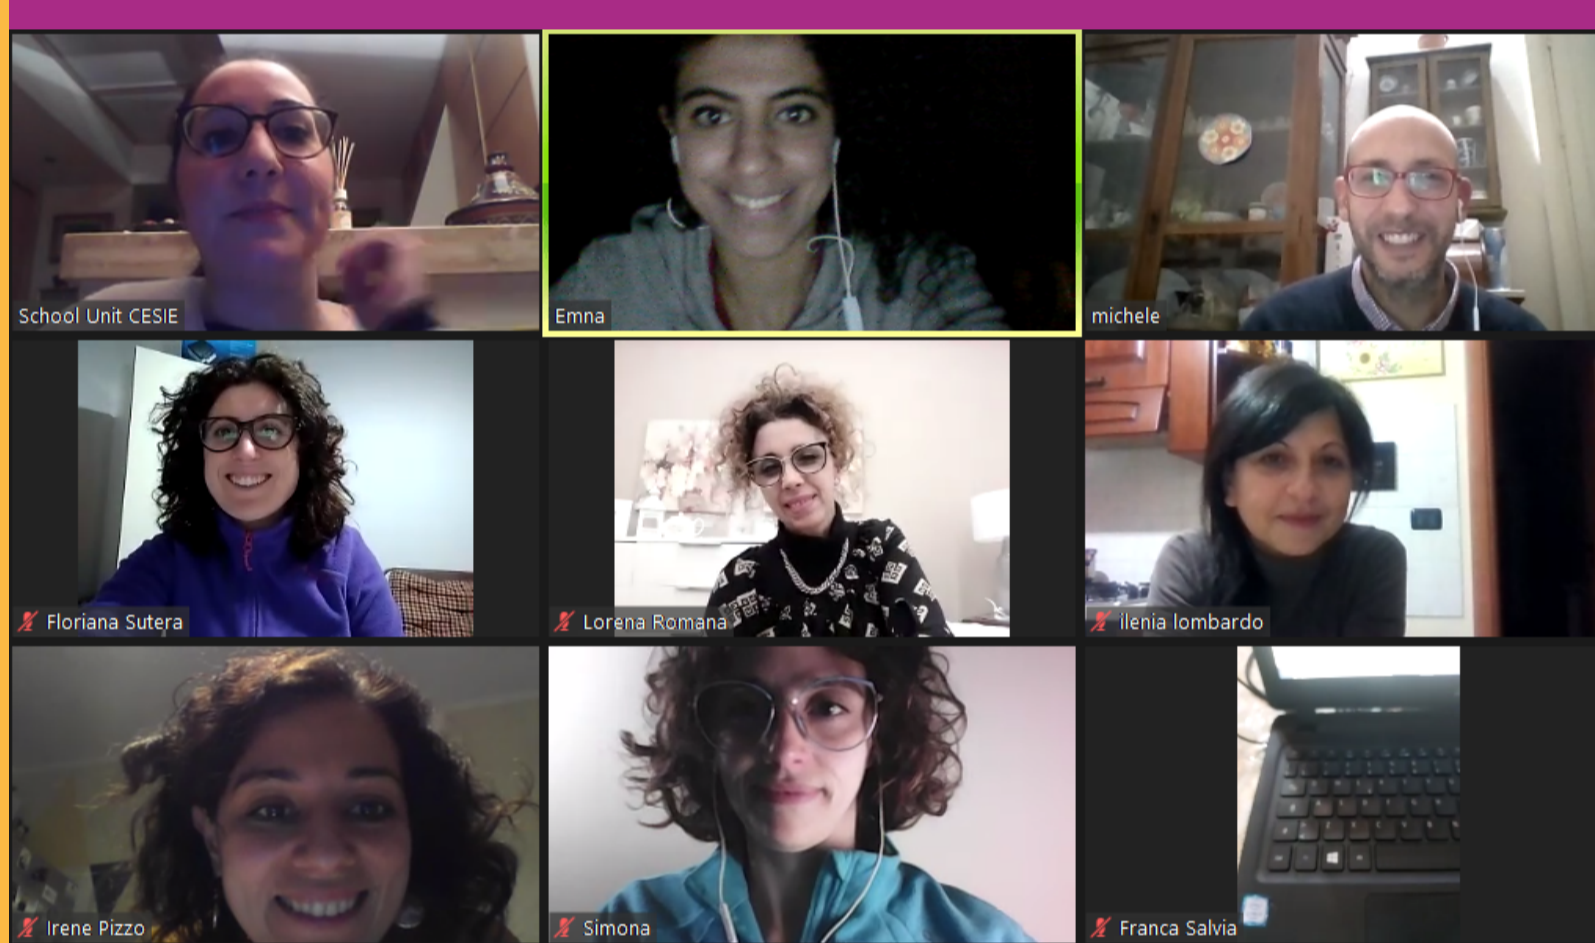 School Unit CESIE
Emna
michele
Floriana Sutera
Lorena Romana
ilenia lombardo
Irene Pizzo
Simona
Franca Salvia